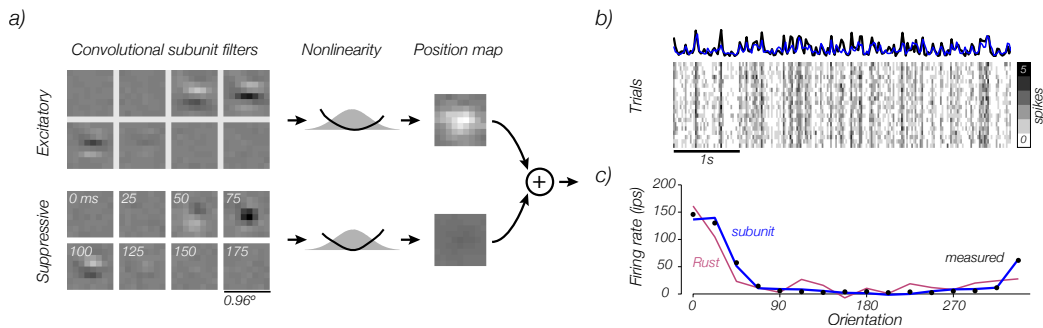 a)
Convolutional subunit filters
Nonlinearity
Position map
Excitatory
Suppressive
0 ms 25 50 75
100 125 150 175
0.96º
+
b)
Trials
5
0
spikes
1s
c)
Firing rate (ips)
200
150
100
50
0
subunit
Rust
measured
0 90 180 270
Orientation